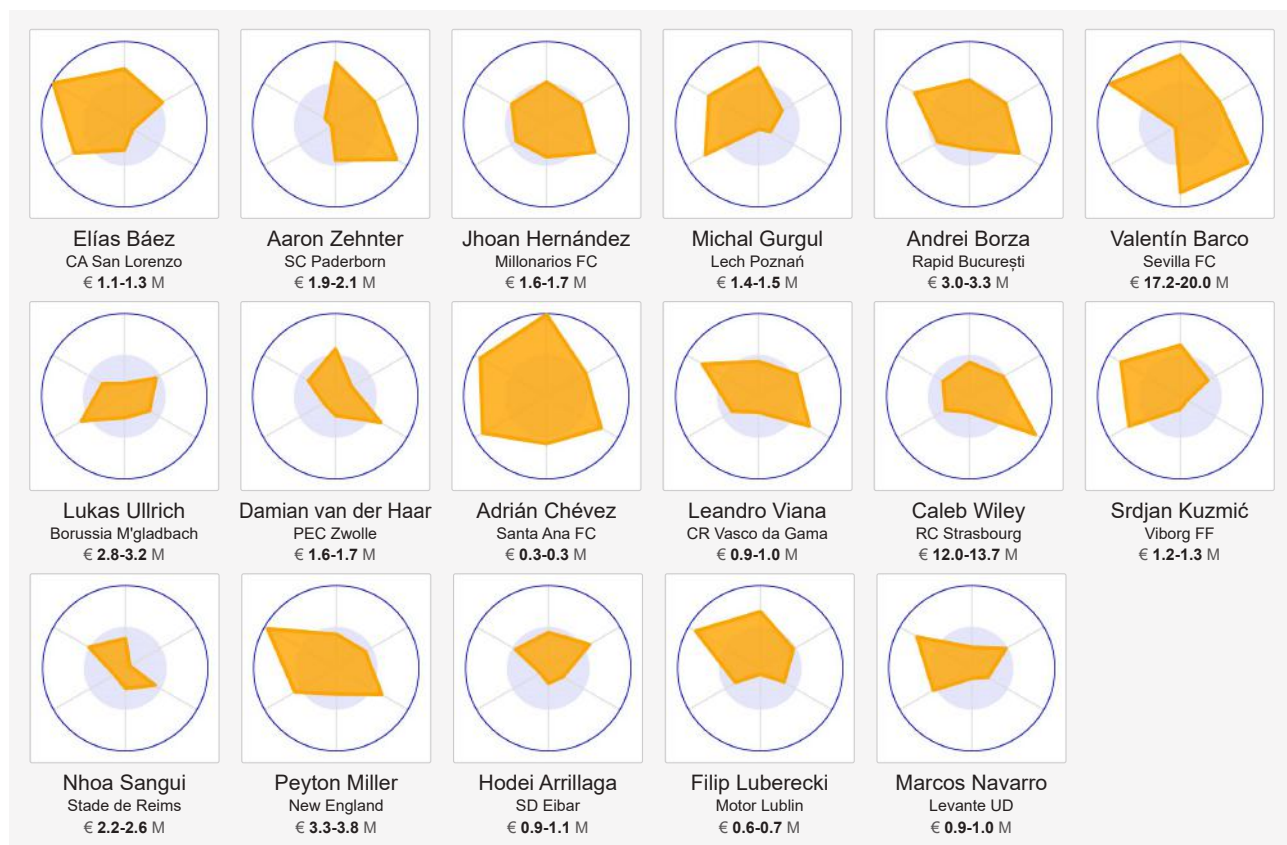 Elías Báez
CA San Lorenzo
€ 1.1-1.3 M
Aaron Zehnter
SC Paderborn
€ 1.9-2.1 M
Jhoan Hernández
Millonarios FC
€ 1.6-1.7 M
Michal Gurgul
Lech Poznań
€ 1.4-1.5 M
Andrei Borza
Rapid București
€ 3.0-3.3 M
Valentín Barco
Sevilla FC
€ 17.2-20.0 M
Lukas Ullrich
Borussia M'gladbach
€ 2.8-3.2 M
Damian van der Haar
PEC Zwolle
€ 1.6-1.7 M
Adrián Chévez
Santa Ana FC
€ 0.3-0.3 M
Leandro Viana
CR Vasco da Gama
€ 0.9-1.0 M
Caleb Wiley
RC Strasbourg
€ 12.0-13.7 M
Srdjan Kuzmić
Viborg FF
€ 1.2-1.3 M
Nhoa Sangui
Stade de Reims
€ 2.2-2.6 M
Peyton Miller
New England
€ 3.3-3.8 M
Hodei Arrillaga
SD Eibar
€ 0.9-1.1 M
Filip Luberecki
Motor Lublin
€ 0.6-0.7 M
Marcos Navarro
Levante UD
€ 0.9-1.0 M